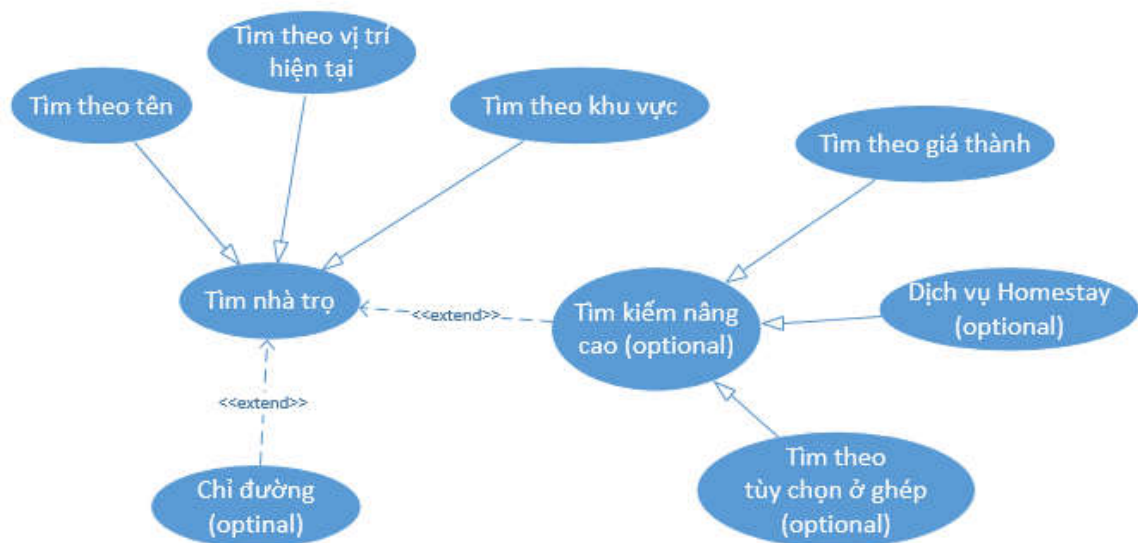 Tìm theo vị trí
hiện tại
Tìm theo tên
Tìm theo khu vực
Tìm theo giá thành
Tìm nhà trọ
<<extend>>
Tìm kiếm nâng
cao (optional)
Dịch vụ Homestay
(optional)
<<extend>>
Chỉ đường
(optinal)
Tìm theo
tùy chọn ở ghép
(optional)